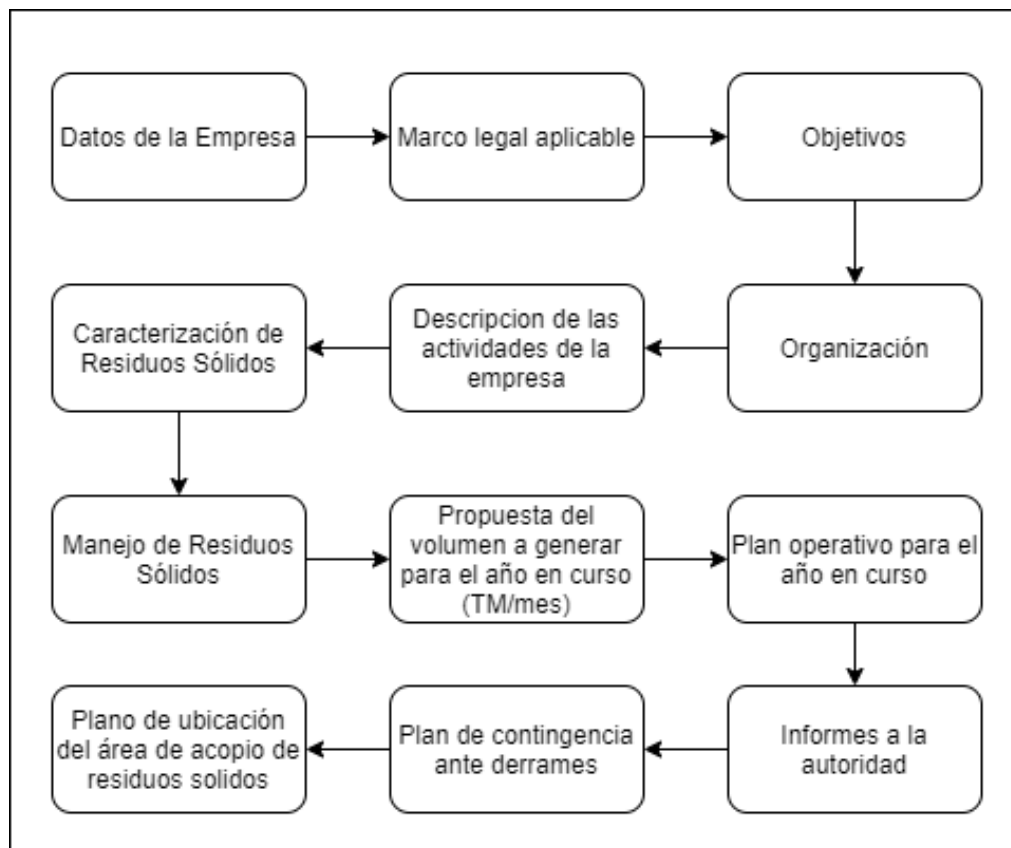 Datos de la Empresa
Marco legal aplicable
Objetivos
Organización
Descripcion de las
actividades de la
empresa
Caracterización de
Residuos Sólidos
Manejo de Residuos
Sólidos
Propuesta del
volumen a generar
para el año en curso
(TM/mes)
Plan operativo para el
año en curso
Informes a la
autoridad
Plan de contingencia
ante derrames
Plano de ubicación
del área de acopio de
residuos solidos